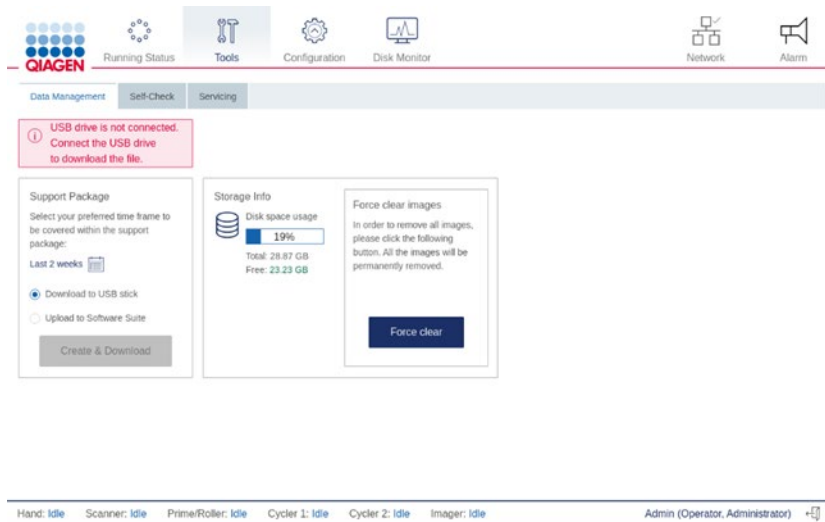 QIAGEN
Running Status
Tools
Configuration
Disk Monitor
Network
Alarm
Data Management
Self-Check
Servicing
USB drive is not connected.
Connect the USB drive
to download the file.
Support Package
Select your preferred time frame to
be covered within the support
package:
Last 2 weeks
Download to USB stick
Upload to Software Suite
Create & Download
Storage Info
Disk space usage
19%
Total: 28.87 GB
Free: 23.23 GB
Force clear images
In order to remove all images,
please click the following
button. All the images will be
permanently removed.
Force clear
Hand: Idle Scanner: Idle Prime/Roller: Idle Cycler 1: Idle Cycler 2: Idle Imager: Idle Admin (Operator, Administrator)